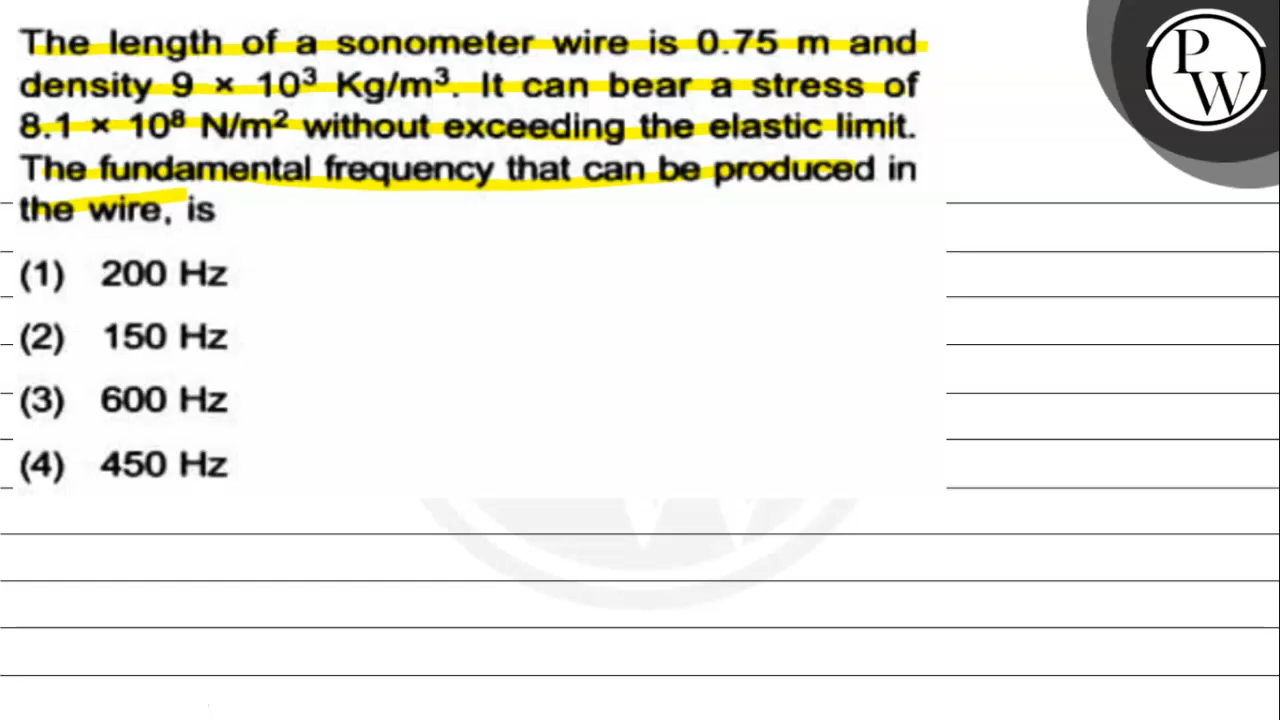 The length of a sonometer wire is 0.75 m and
density 9 × 10³ Kg/m³. It can bear a stress of
8.1 × 10⁸ N/m² without exceeding the elastic limit.
The fundamental frequency that can be produced in
the wire, is
(1) 200 Hz
(2) 150 Hz
(3) 600 Hz
(4) 450 Hz
P
W